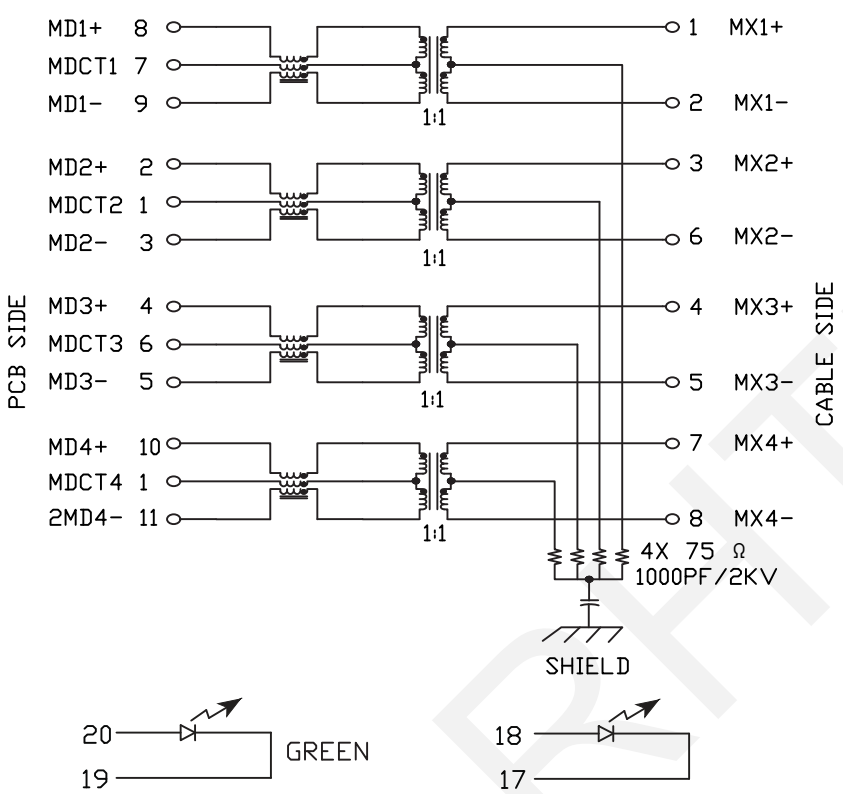 MD1+ 8 1 MX1+
MDCT1 7
MD1- 9 2 MX1-
1:1
MD2+ 2 3 MX2+
MDCT2 1
MD2- 3 6 MX2-
1:1
PCB SIDE
CABLE SIDE
MD3+ 4 4 MX3+
MDCT3 6
MD3- 5 5 MX3-
1:1
MD4+ 10 7 MX4+
MDCT4 1
2MD4- 11 8 MX4-
1:1
4X 75 Ω
1000PF/2KV
SHIELD
20 18
GREEN
19 17
RHT